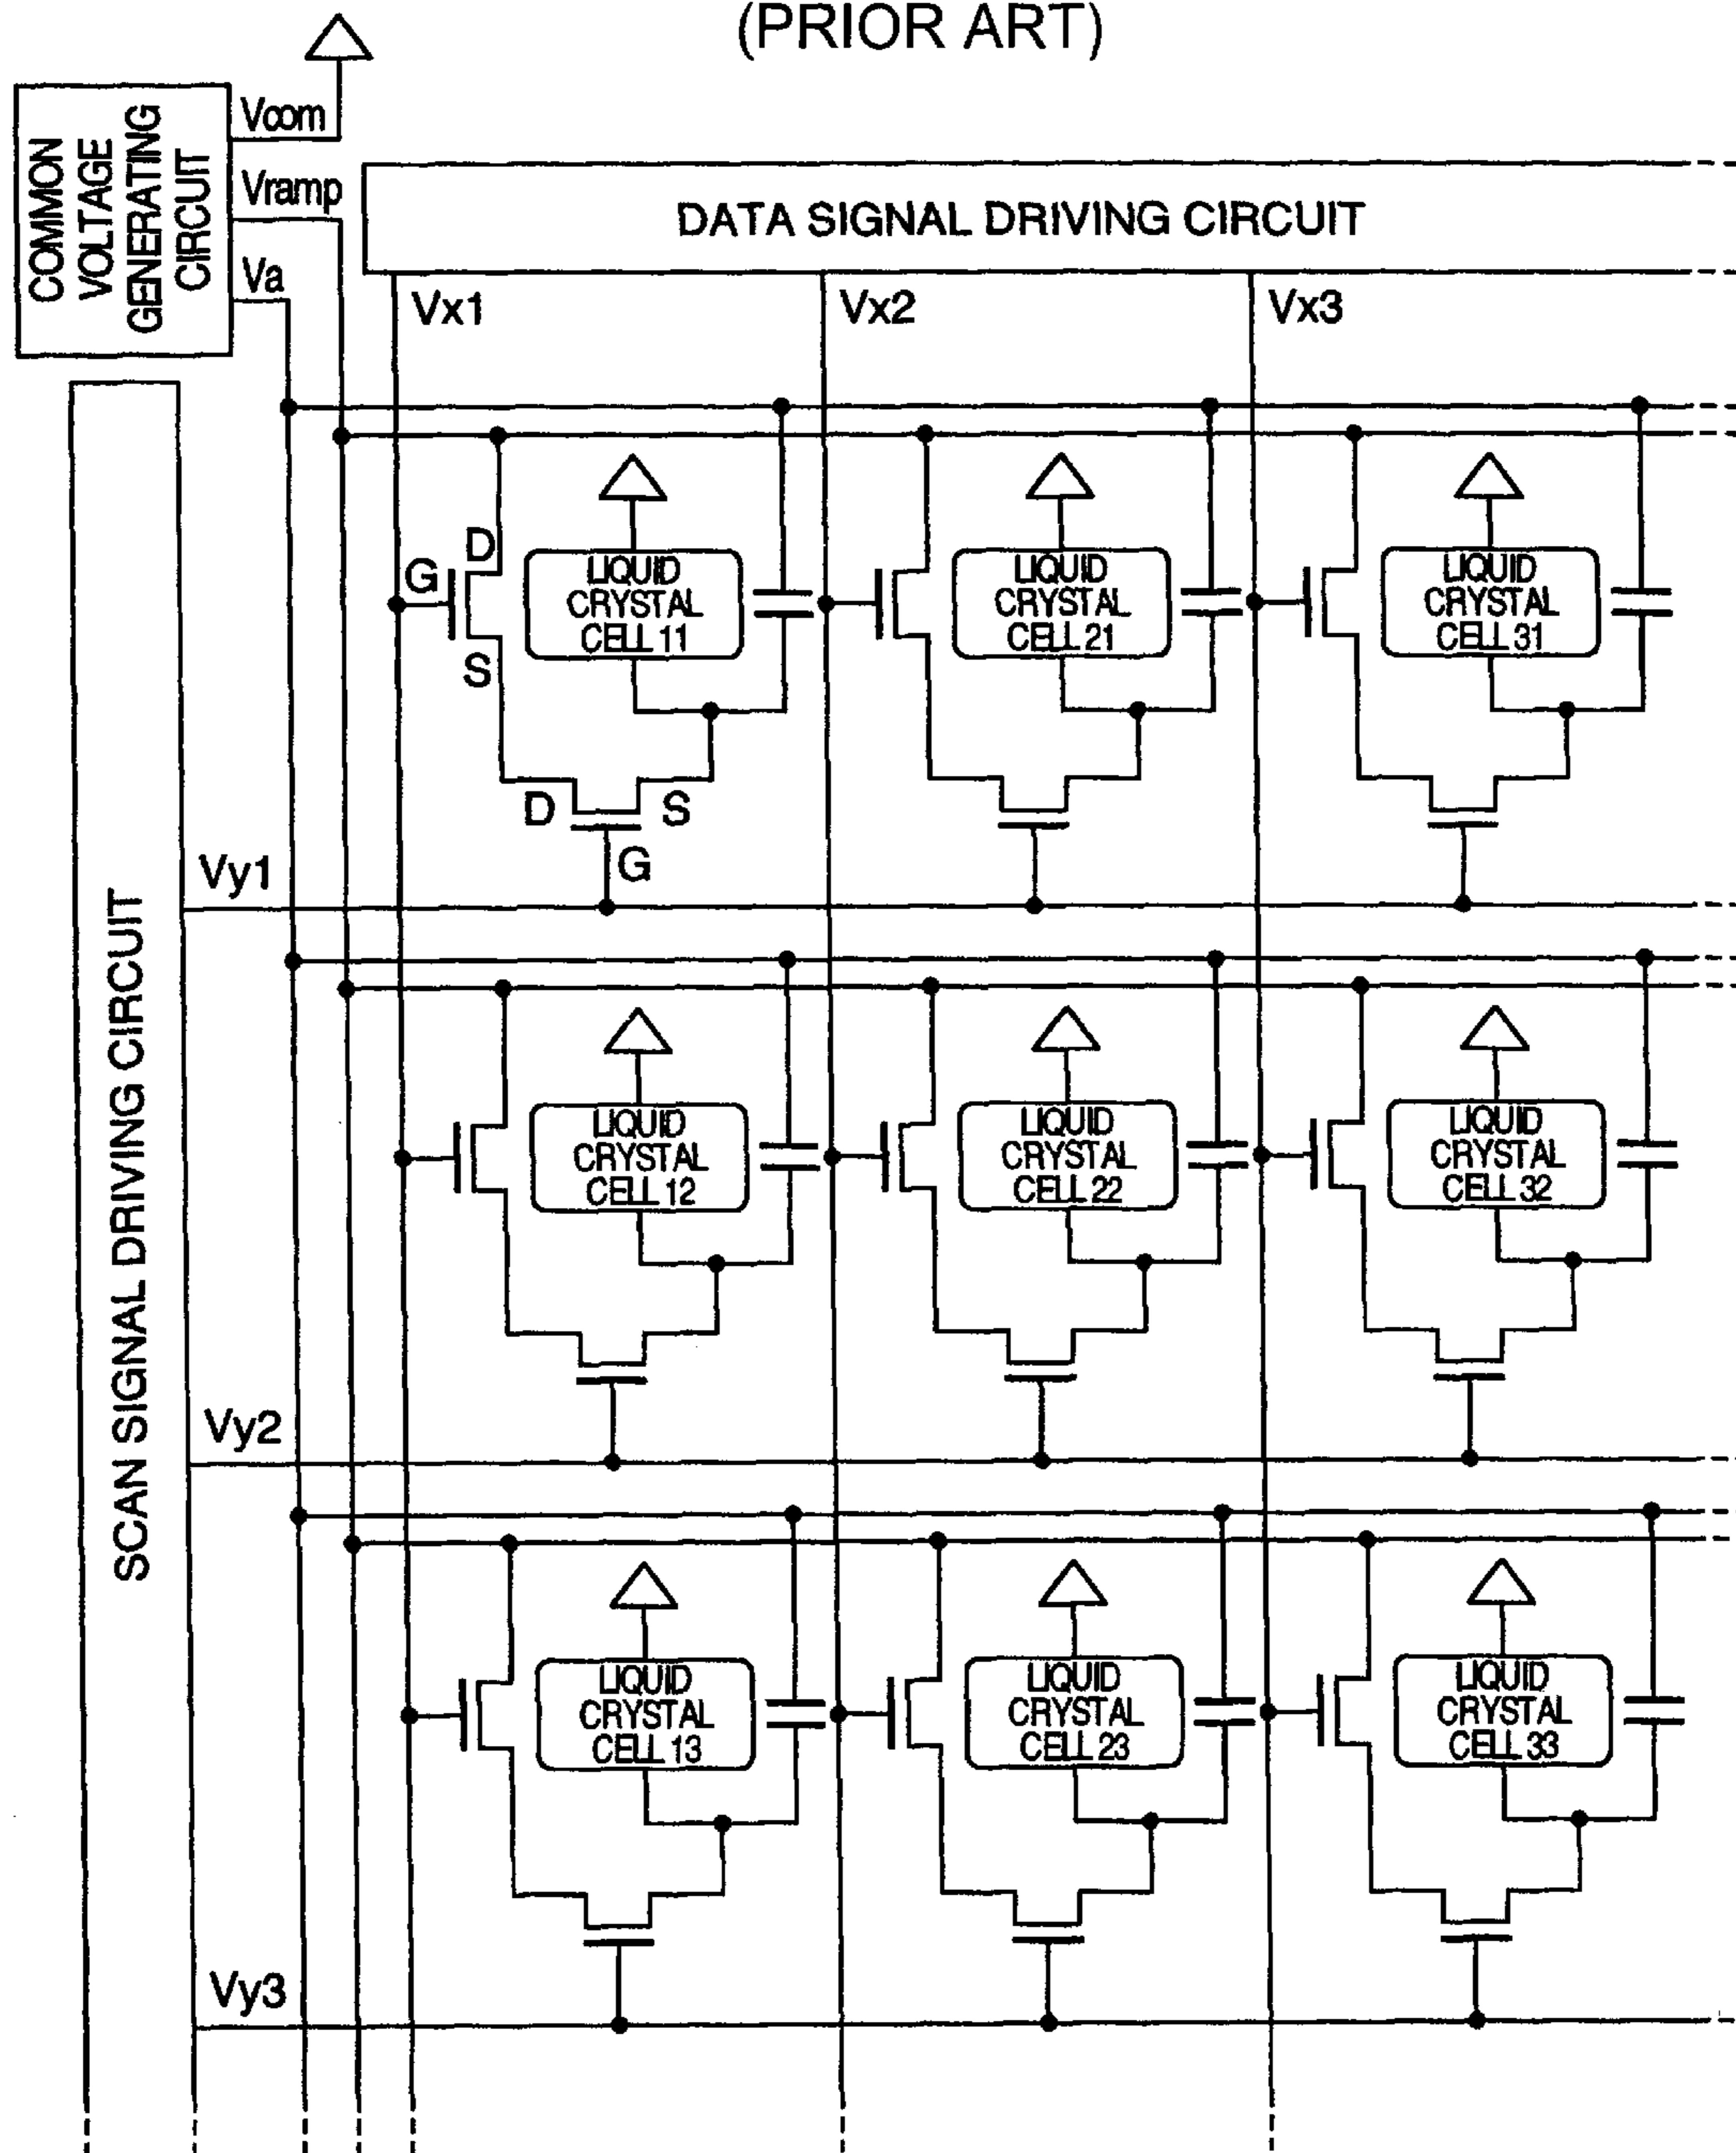 (PRIOR ART)
COMMON
VOLTAGE
GENERATING
CIRCUIT
Vcom
Vramp
Va
DATA SIGNAL DRIVING CIRCUIT
Vx1
Vx2
Vx3
SCAN SIGNAL DRIVING CIRCUIT
G
D
S
LIQUID
CRYSTAL
CELL 11
LIQUID
CRYSTAL
CELL 21
LIQUID
CRYSTAL
CELL 31
D
S
G
Vy1
LIQUID
CRYSTAL
CELL 12
LIQUID
CRYSTAL
CELL 22
LIQUID
CRYSTAL
CELL 32
Vy2
LIQUID
CRYSTAL
CELL 13
LIQUID
CRYSTAL
CELL 23
LIQUID
CRYSTAL
CELL 33
Vy3